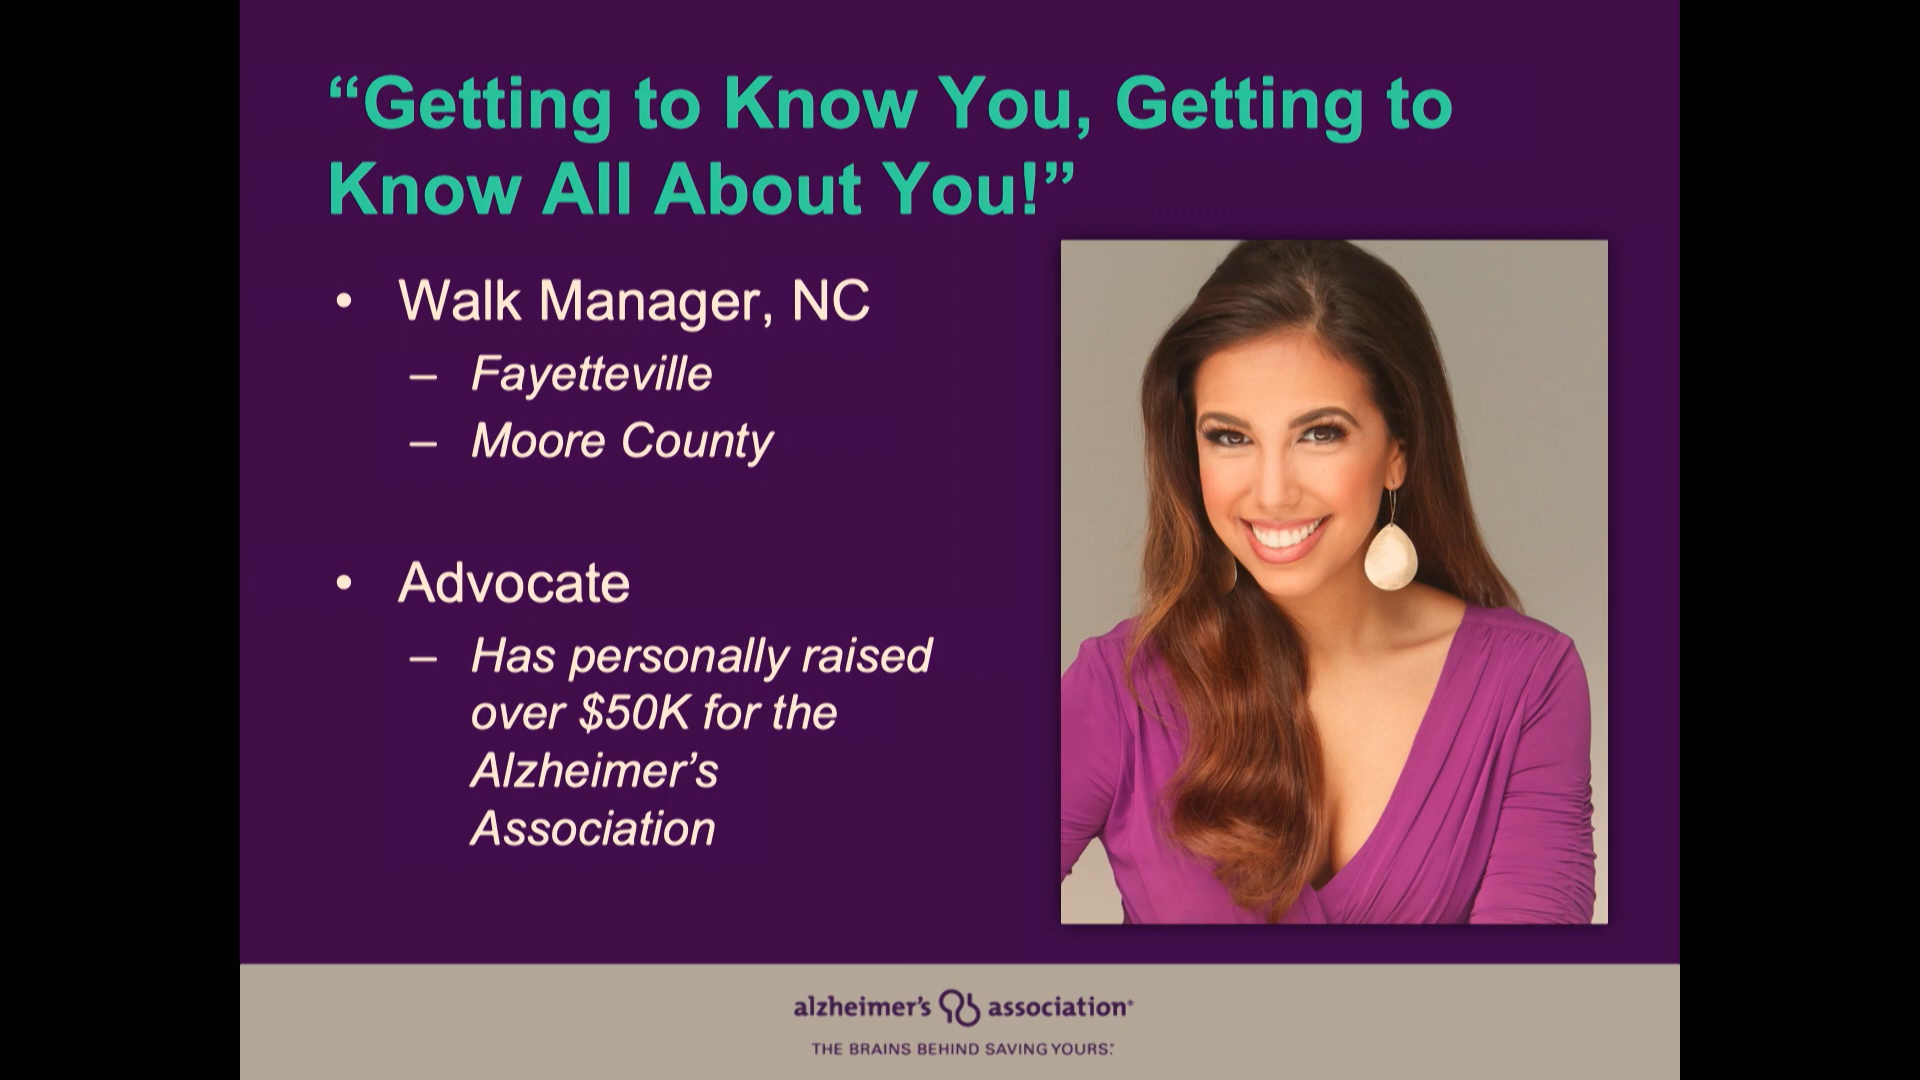 “Getting to Know You, Getting to
Know All About You!”
• Walk Manager, NC
– Fayetteville
– Moore County
• Advocate
– Has personally raised
over $50K for the
Alzheimer’s
Association
alzheimer’s association®
THE BRAINS BEHIND SAVING YOURS.™